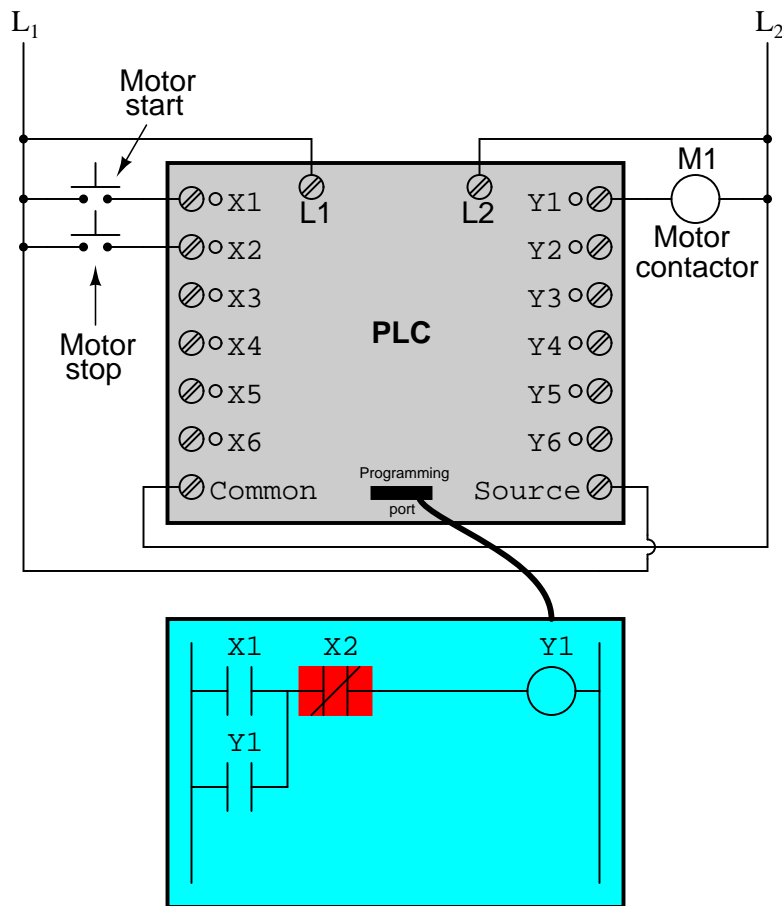 L1 L2
Motor
start
M1
X1 L1 L2 Y1
Motor
contactor
X2 Y2
X3 Y3
Motor
stop
X4 PLC Y4
X5 Y5
X6 Y6
Common Programming
port
Source
X1 X2 Y1
Y1